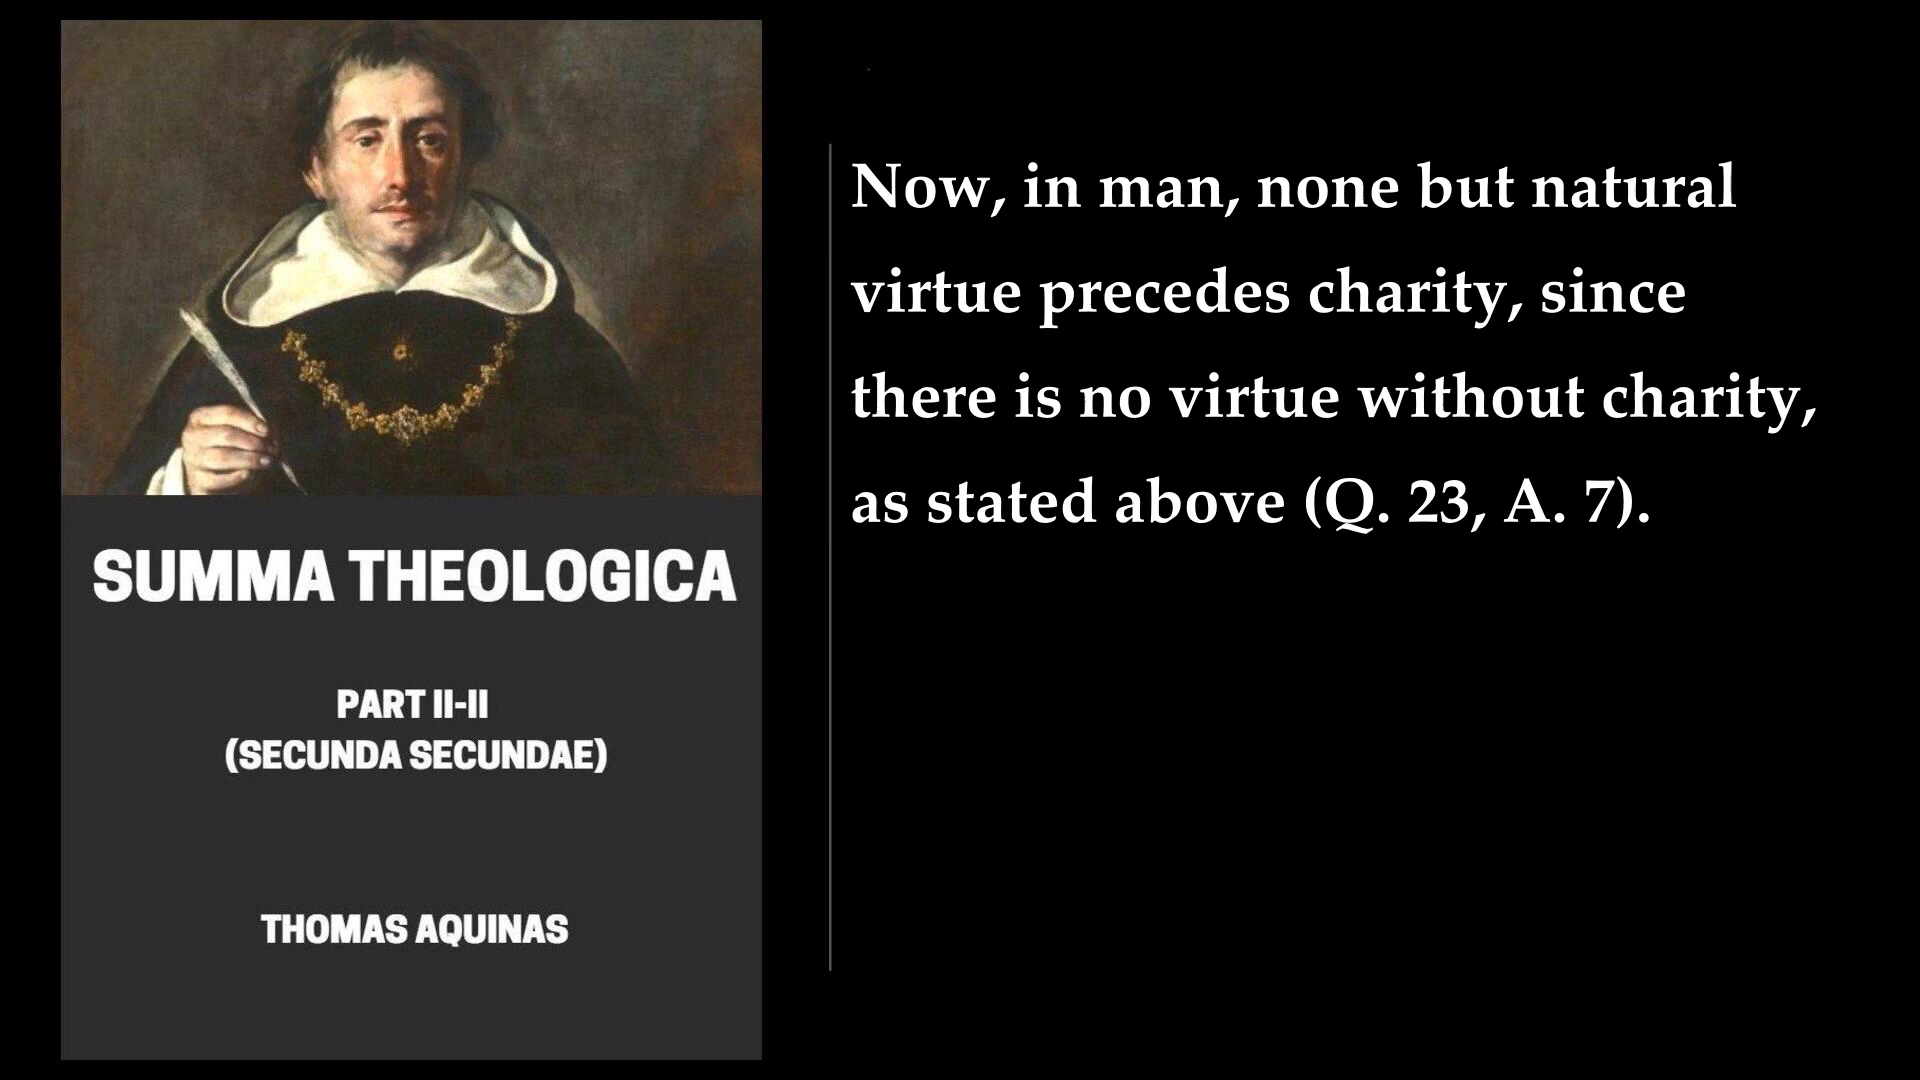 SUMMA THEOLOGICA
PART II-II
(SECUNDA SECUNDAE)
THOMAS AQUINAS
Now, in man, none but natural
virtue precedes charity, since
there is no virtue without charity,
as stated above (Q. 23, A. 7).